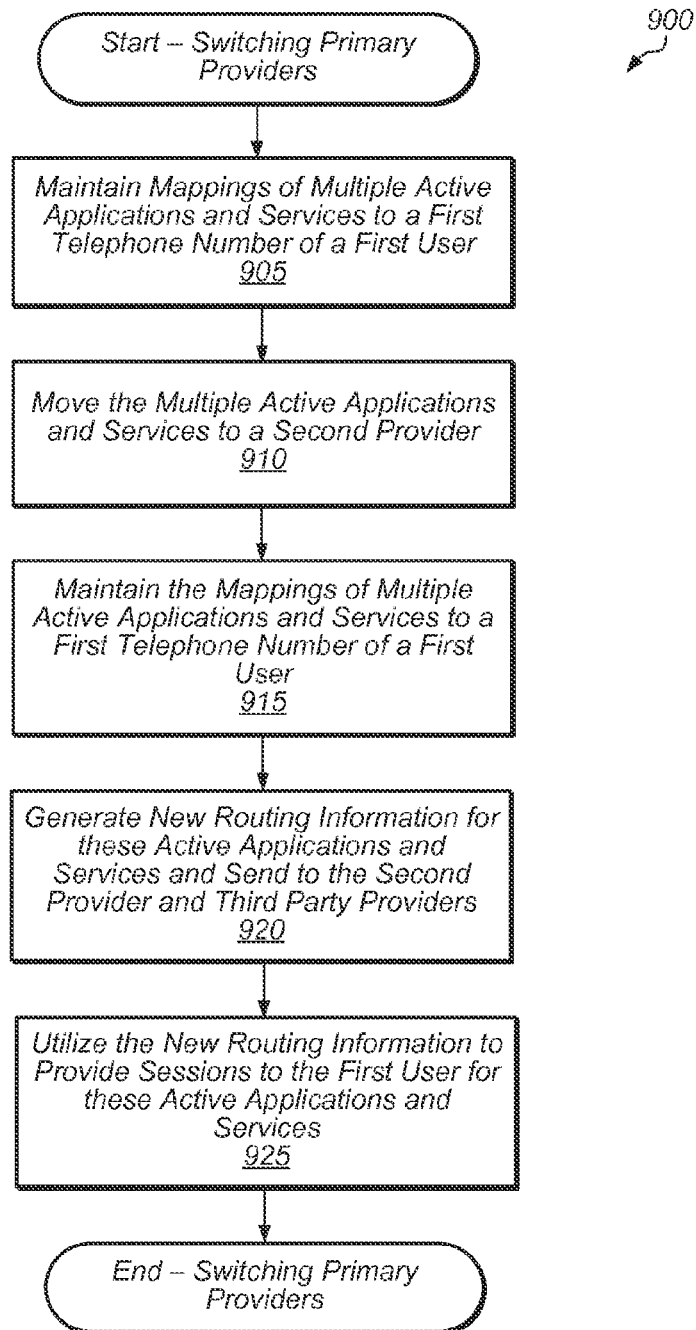 900
Start – Switching Primary
Providers
Maintain Mappings of Multiple Active
Applications and Services to a First
Telephone Number of a First User
905
Move the Multiple Active Applications
and Services to a Second Provider
910
Maintain the Mappings of Multiple
Active Applications and Services to a
First Telephone Number of a First
User
915
Generate New Routing Information for
these Active Applications and
Services and Send to the Second
Provider and Third Party Providers
920
Utilize the New Routing Information to
Provide Sessions to the First User for
these Active Applications and
Services
925
End – Switching Primary
Providers